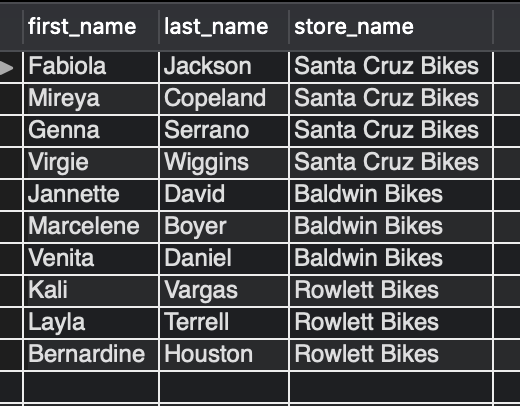 first_name last_name store_name
Fabiola Jackson Santa Cruz Bikes
Mireya Copeland Santa Cruz Bikes
Genna Serrano Santa Cruz Bikes
Virgie Wiggins Santa Cruz Bikes
Jannette David Baldwin Bikes
Marcelene Boyer Baldwin Bikes
Venita Daniel Baldwin Bikes
Kali Vargas Rowlett Bikes
Layla Terrell Rowlett Bikes
Bernardine Houston Rowlett Bikes